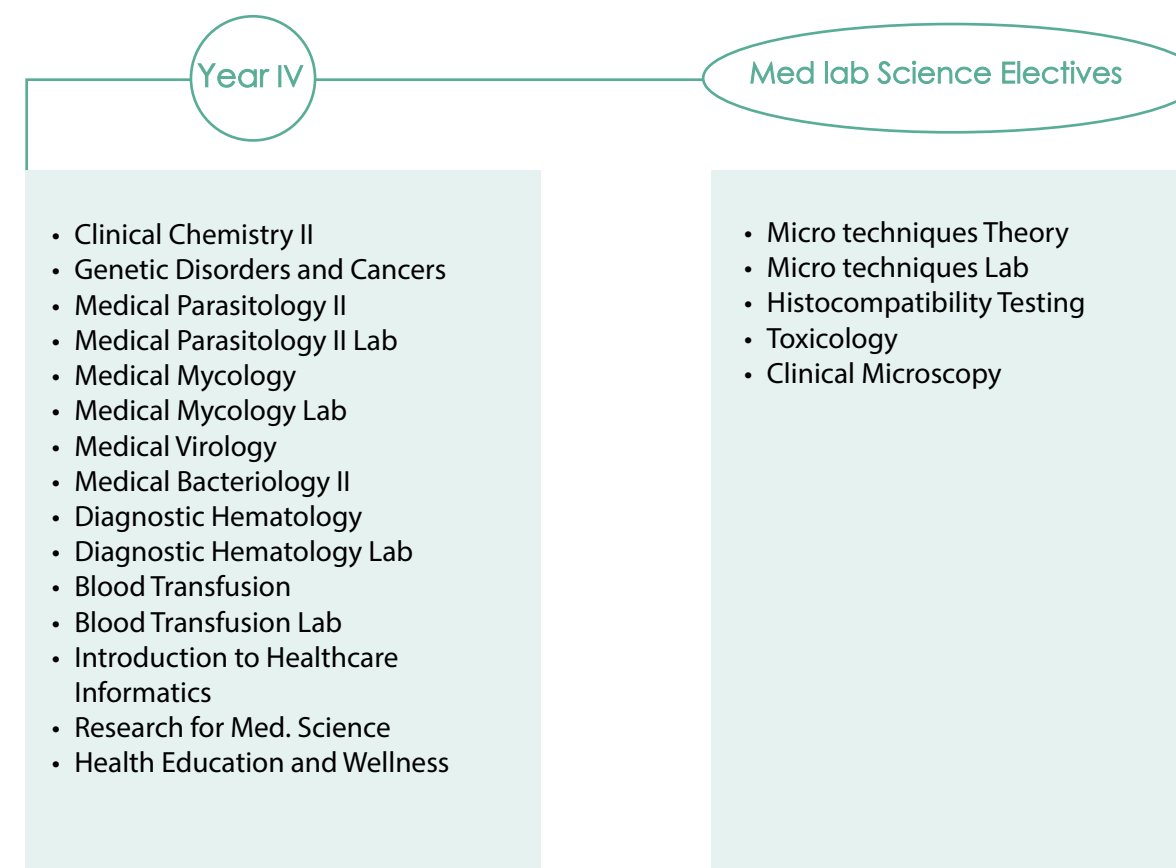 Year IV
Med lab Science Electives
• Clinical Chemistry II
• Genetic Disorders and Cancers
• Medical Parasitology II
• Medical Parasitology II Lab
• Medical Mycology
• Medical Mycology Lab
• Medical Virology
• Medical Bacteriology II
• Diagnostic Hematology
• Diagnostic Hematology Lab
• Blood Transfusion
• Blood Transfusion Lab
• Introduction to Healthcare
Informatics
• Research for Med. Science
• Health Education and Wellness
• Micro techniques Theory
• Micro techniques Lab
• Histocompatibility Testing
• Toxicology
• Clinical Microscopy